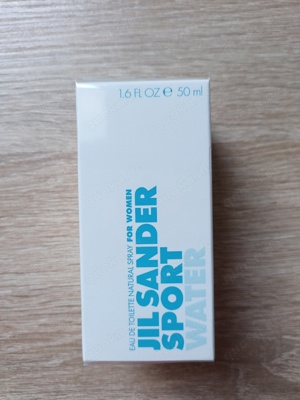 1.6 FL OZ ℮ 50 ml
EAU DE TOILETTE NATURAL SPRAY FOR WOMEN
JIL SANDER
SPORT
WATER